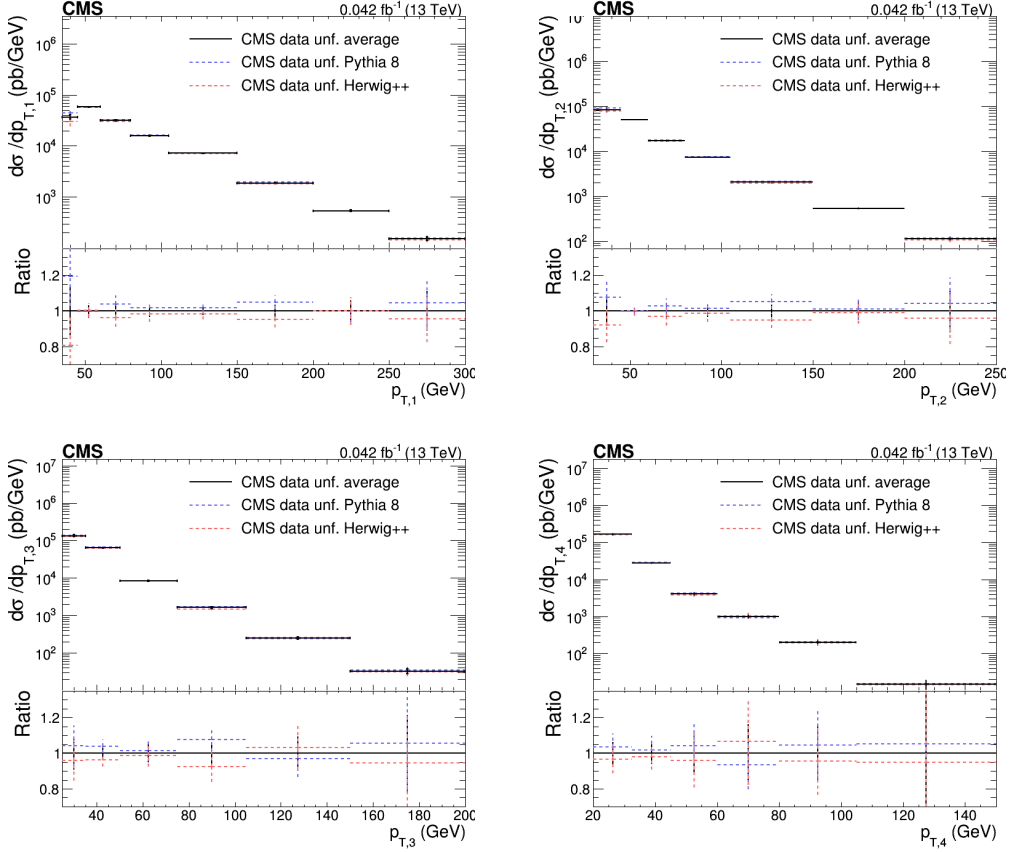 CMS 0.042 fb⁻¹ (13 TeV)
dσ/dp_T,1 (pb/GeV)
10⁶
10⁵
10⁴
10³
CMS data unf. average
CMS data unf. Pythia 8
CMS data unf. Herwig++
Ratio
1.2
1
0.8
50 100 150 200 250 300
p_T,1 (GeV)
CMS 0.042 fb⁻¹ (13 TeV)
dσ/dp_T,2 (pb/GeV)
10⁷
10⁶
10⁵
10⁴
10³
10²
CMS data unf. average
CMS data unf. Pythia 8
CMS data unf. Herwig++
Ratio
1.2
1
0.8
50 100 150 200 250
p_T,2 (GeV)
CMS 0.042 fb⁻¹ (13 TeV)
dσ/dp_T,3 (pb/GeV)
10⁷
10⁶
10⁵
10⁴
10³
10²
CMS data unf. average
CMS data unf. Pythia 8
CMS data unf. Herwig++
Ratio
1.2
1
0.8
40 60 80 100 120 140 160 180 200
p_T,3 (GeV)
CMS 0.042 fb⁻¹ (13 TeV)
dσ/dp_T,4 (pb/GeV)
10⁷
10⁶
10⁵
10⁴
10³
10²
CMS data unf. average
CMS data unf. Pythia 8
CMS data unf. Herwig++
Ratio
1.2
1
0.8
20 40 60 80 100 120 140
p_T,4 (GeV)